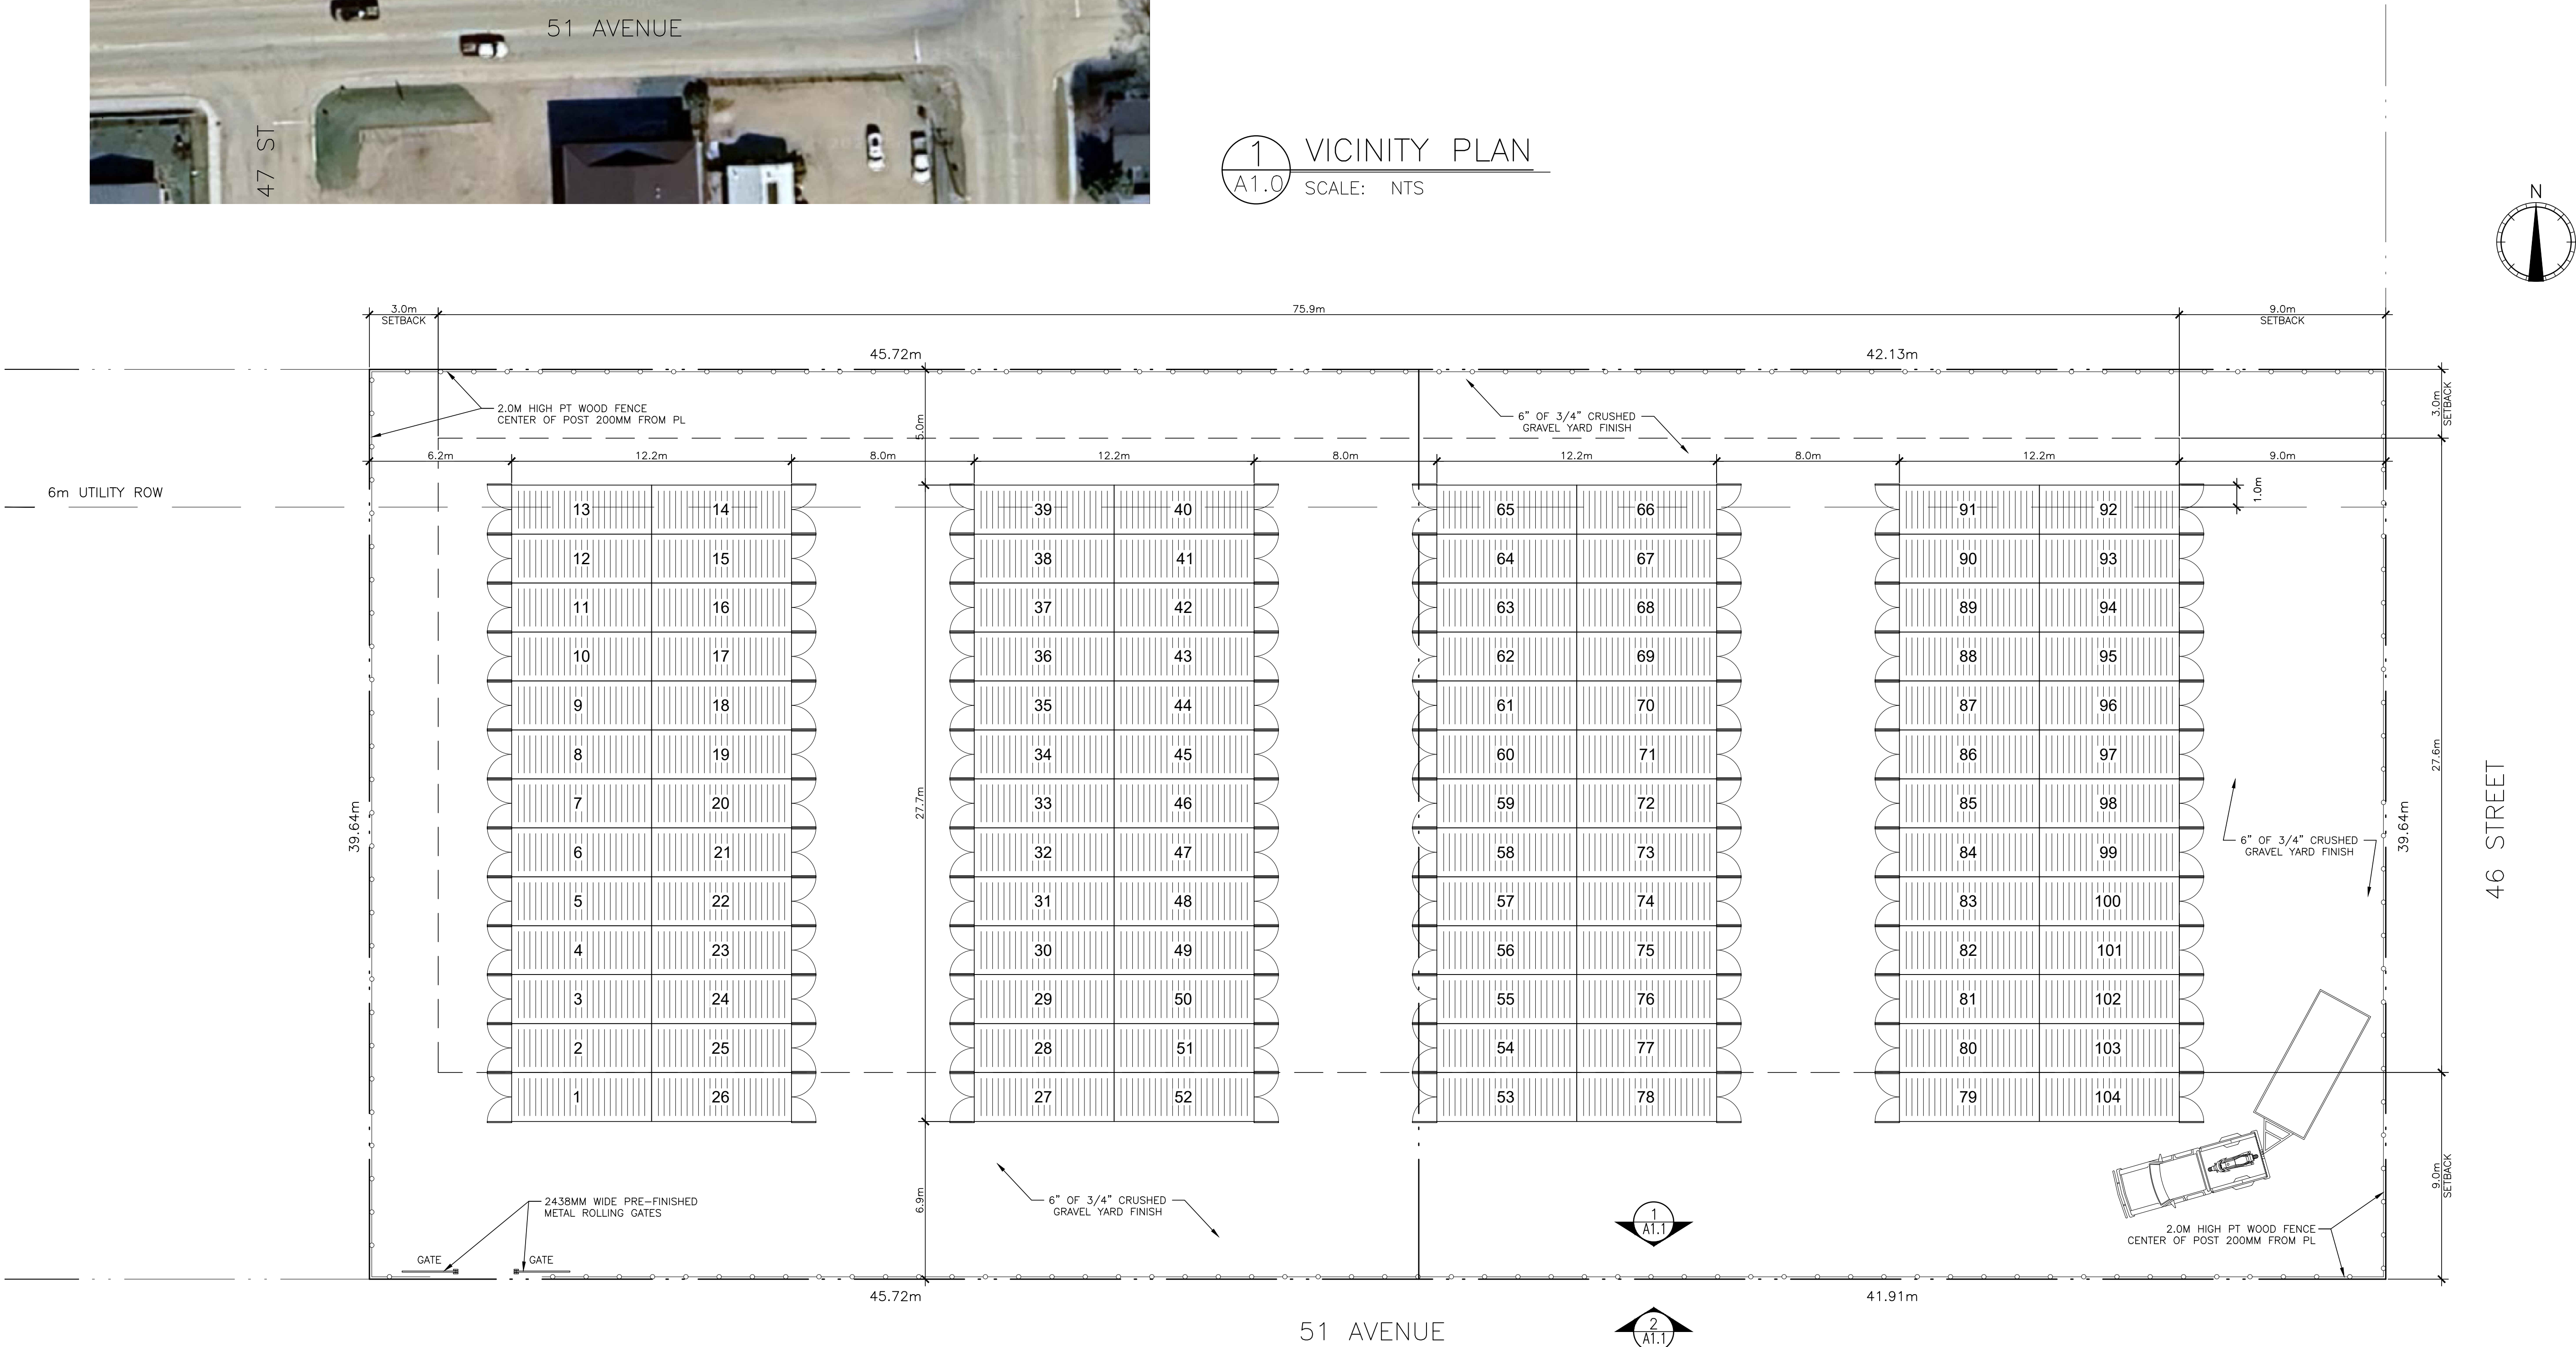 51 AVENUE
47 ST
1
A1.0
VICINITY PLAN
SCALE: NTS
N
3.0m
SETBACK
75.9m
9.0m
SETBACK
45.72m
42.13m
2.0M HIGH PT WOOD FENCE
CENTER OF POST 200MM FROM PL
5.0m
6" OF 3/4" CRUSHED
GRAVEL YARD FINISH
3.0m
SETBACK
6.2m
12.2m
8.0m
12.2m
8.0m
12.2m
8.0m
12.2m
9.0m
6m UTILITY ROW
1.0m
13 14 39 40 65 66 91 92
12 15 38 41 64 67 90 93
11 16 37 42 63 68 89 94
10 17 36 43 62 69 88 95
9 18 35 44 61 70 87 96
8 19 34 45 60 71 86 97
7 20 33 46 59 72 85 98
6 21 32 47 58 73 84 99
5 22 31 48 57 74 83 100
4 23 30 49 56 75 82 101
3 24 29 50 55 76 81 102
2 25 28 51 54 77 80 103
1 26 27 52 53 78 79 104
39.64m
27.7m
27.6m
39.64m
6" OF 3/4" CRUSHED
GRAVEL YARD FINISH
46 STREET
2438MM WIDE PRE-FINISHED
METAL ROLLING GATES
GATE
GATE
6.9m
6" OF 3/4" CRUSHED
GRAVEL YARD FINISH
1
A1.1
9.0m
SETBACK
2.0M HIGH PT WOOD FENCE
CENTER OF POST 200MM FROM PL
45.72m
41.91m
51 AVENUE
2
A1.1